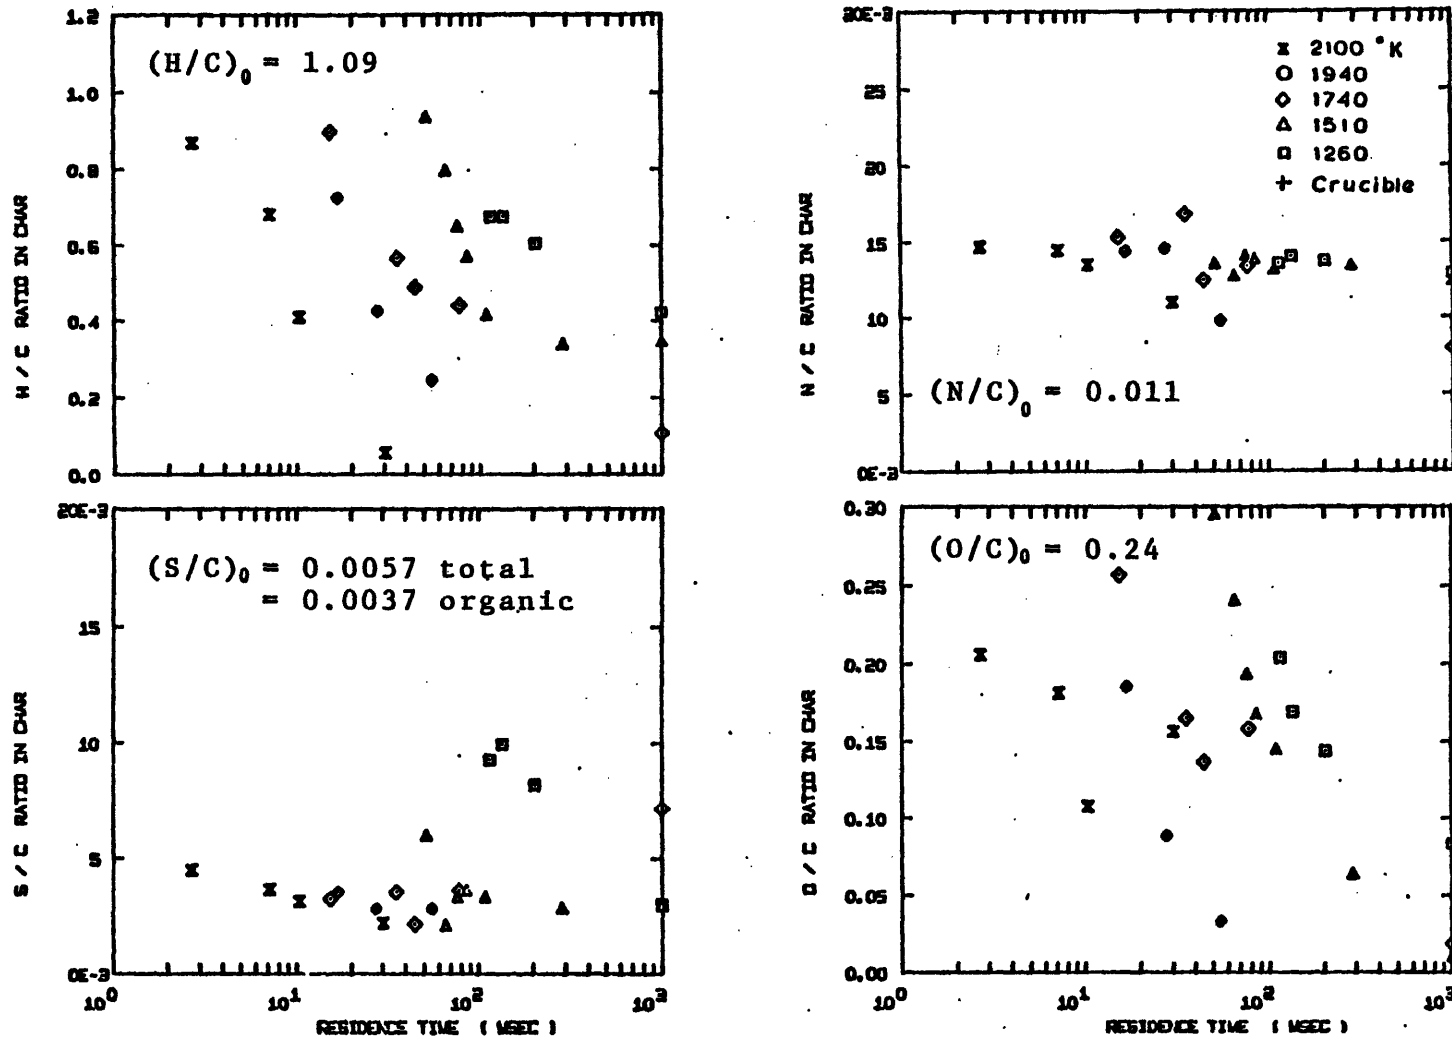 1.2
1.0
0.8
0.6
0.4
0.2
0.0
H / C RATIO IN CHAR
(H/C)₀ = 1.09
20E-3
25
20
15
10
5
0E-3
N / C RATIO IN CHAR
2100 °K
1940
1740
1510
1260
Crucible
(N/C)₀ = 0.011
20E-3
15
10
5
0E-3
S / C RATIO IN CHAR
(S/C)₀ = 0.0057 total
= 0.0037 organic
10⁰ 10¹ 10² 10³
RESIDENCE TIME ( MSEC )
0.30
0.25
0.20
0.15
0.10
0.05
0.00
O / C RATIO IN CHAR
(O/C)₀ = 0.24
10⁰ 10¹ 10² 10³
RESIDENCE TIME ( MSEC )